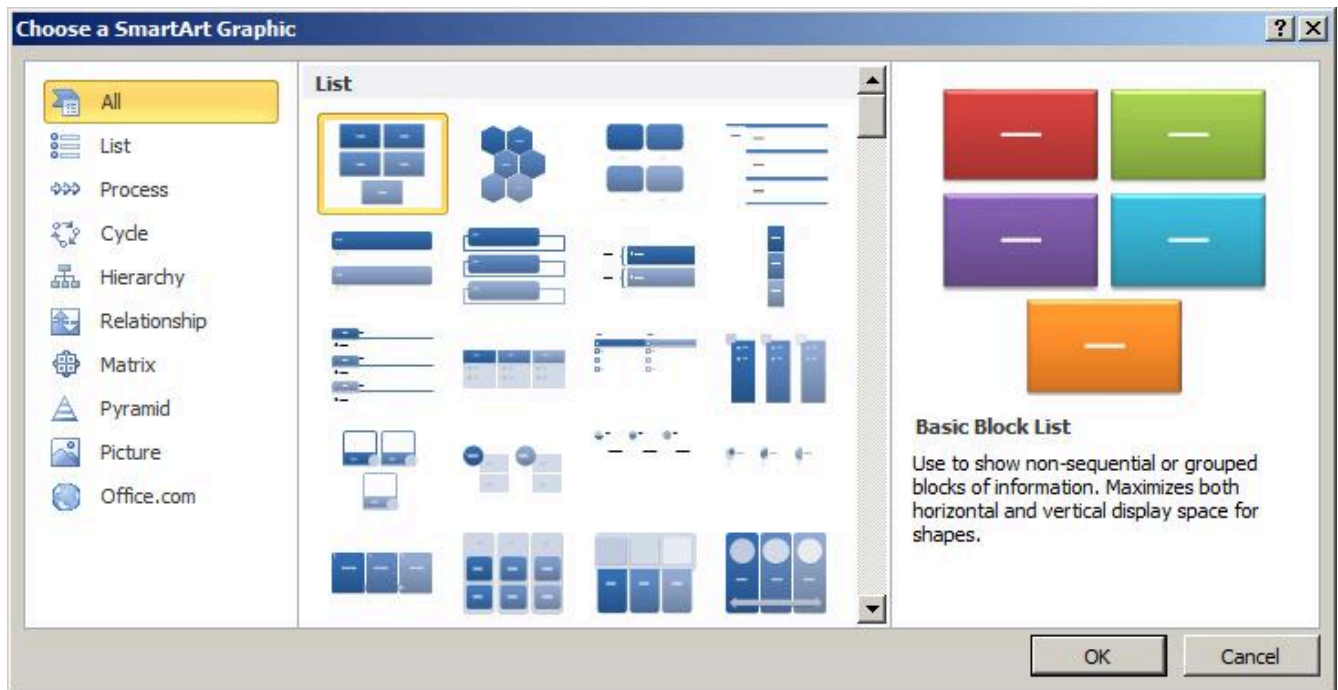 Choose a SmartArt Graphic
All
List
Process
Cycle
Hierarchy
Relationship
Matrix
Pyramid
Picture
Office.com
List
Basic Block List
Use to show non-sequential or grouped
blocks of information. Maximizes both
horizontal and vertical display space for
shapes.
OK
Cancel